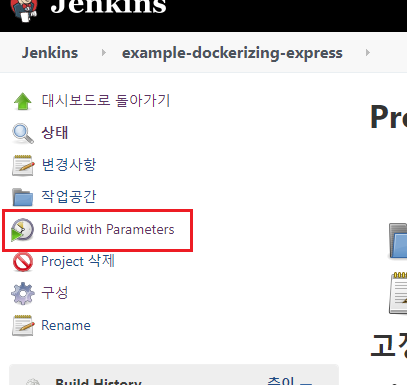 Jenkins
Jenkins example-dockerizing-express
대시보드로 돌아가기
상태
변경사항
작업공간
Build with Parameters
Project 삭제
구성
Rename
Build History 추이
Pro
고정